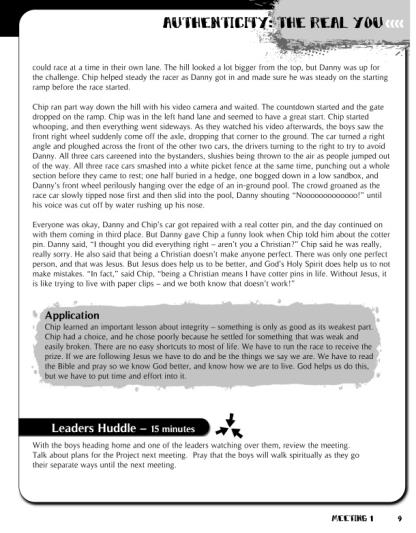 AUTHENTICITY: THE REAL YOU
could race at a time in their own lane. The hill looked a lot bigger from the top, but Danny was up for
the challenge. Chip helped steady the racer as Danny got in and made sure he was steady on the starting
ramp before the race started.
Chip ran part way down the hill with his video camera and waited. The countdown started and the gate
dropped on the ramp. Chip was in the left hand lane and seemed to have a great start. Chip started
whooping, and then everything went sideways. As they watched his video afterwards, the boys saw the
front right wheel suddenly come off the axle, dropping that corner to the ground. The car turned a right
angle and ploughed across the front of the other two cars, the drivers turning to the right to try to avoid
Danny. All three cars careened into the bystanders, slushies being thrown to the air as people jumped out
of the way. All three race cars smashed into a white picket fence at the same time, punching out a whole
section before they came to rest; one half buried in a hedge, one bogged down in a low sandbox, and
Danny's front wheel perilously hanging over the edge of an in-ground pool. The crowd groaned as the
race car slowly tipped nose first and then slid into the pool, Danny shouting "Nooooooooooooo!" until
his voice was cut off by water rushing up his nose.
Everyone was okay, Danny and Chip's car got repaired with a real cotter pin, and the day continued on
with them coming in third place. But Danny gave Chip a funny look when Chip told him about the cotter
pin. Danny said, "I thought you did everything right – aren't you a Christian?" Chip said he was really,
really sorry. He also said that being a Christian doesn't make anyone perfect. There was only one perfect
person, and that was Jesus. But Jesus does help us to be better, and God's Holy Spirit does help us to not
make mistakes. "In fact," said Chip, "being a Christian means I have cotter pins in life. Without Jesus, it
is like trying to live with paper clips – and we both know that doesn't work!"
Application
Chip learned an important lesson about integrity – something is only as good as its weakest part.
Chip had a choice, and he chose poorly because he settled for something that was weak and
easily broken. There are no easy shortcuts to most of life. We have to run the race to receive the
prize. If we are following Jesus we have to do and be the things we say we are. We have to read
the Bible and pray so we know God better, and know how we are to live. God helps us do this,
but we have to put time and effort into it.
Leaders Huddle – 15 minutes
With the boys heading home and one of the leaders watching over them, review the meeting.
Talk about plans for the Project next meeting. Pray that the boys will walk spiritually as they go
their separate ways until the next meeting.
MEETING 1 9